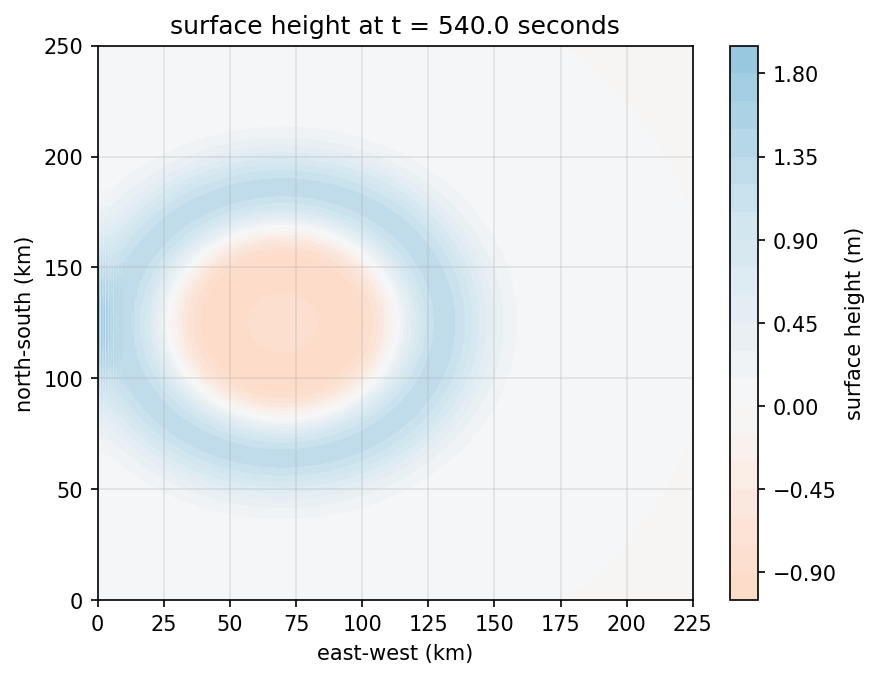 surface height at t = 540.0 seconds
250
200
150
100
50
0
north-south (km)
0 25 50 75 100 125 150 175 200 225
east-west (km)
1.80
1.35
0.90
0.45
0.00
−0.45
−0.90
surface height (m)